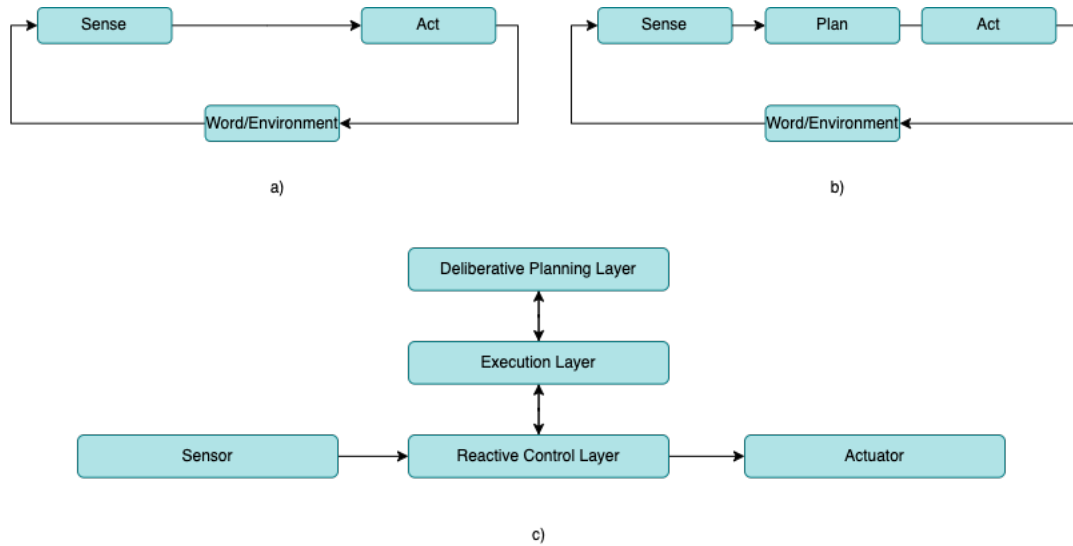 Sense
Act
Word/Environment
a)
Sense
Plan
Act
Word/Environment
b)
Deliberative Planning Layer
Execution Layer
Sensor
Reactive Control Layer
Actuator
c)